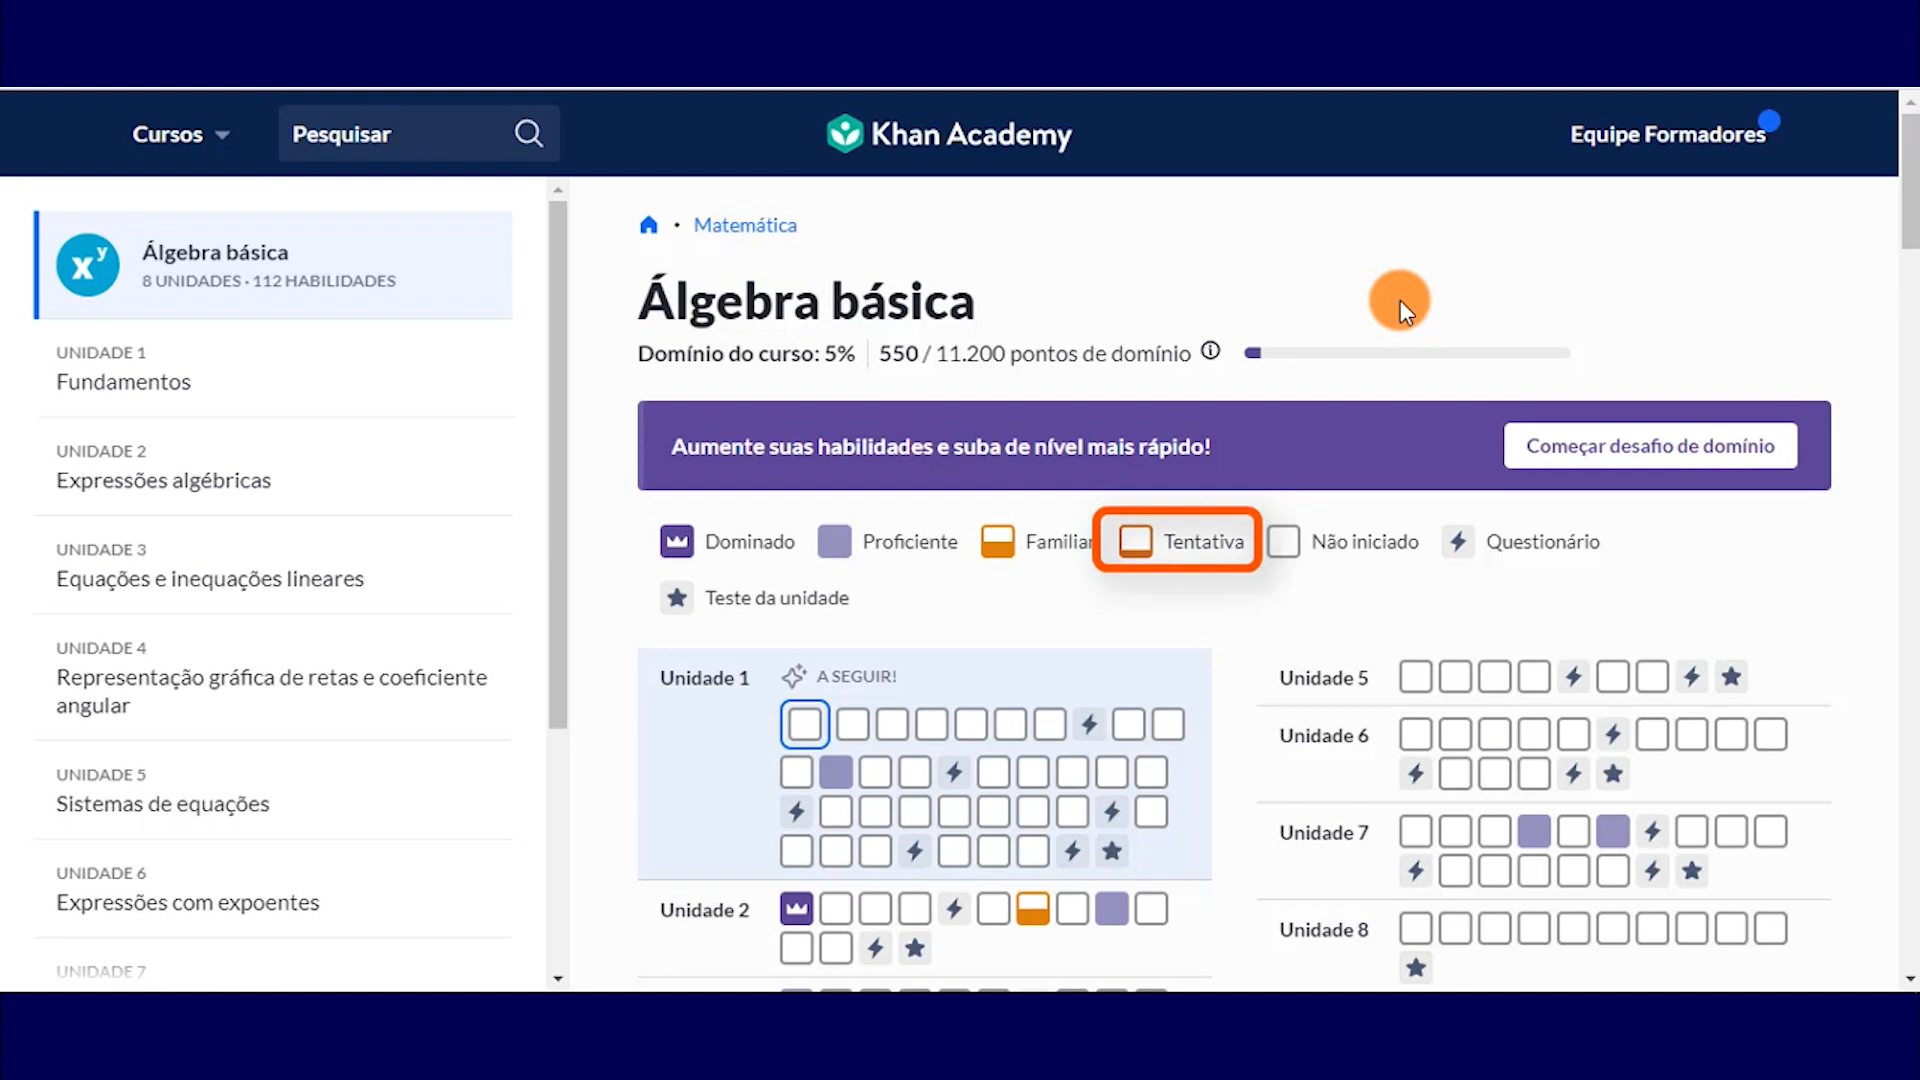 Cursos
Pesquisar
Khan Academy
Equipe Formadores
xʸ
Álgebra básica
8 UNIDADES · 112 HABILIDADES
UNIDADE 1
Fundamentos
UNIDADE 2
Expressões algébricas
UNIDADE 3
Equações e inequações lineares
UNIDADE 4
Representação gráfica de retas e coeficiente
angular
UNIDADE 5
Sistemas de equações
UNIDADE 6
Expressões com expoentes
UNIDADE 7
• Matemática
Álgebra básica
Domínio do curso: 5% 550 / 11.200 pontos de domínio
Aumente suas habilidades e suba de nível mais rápido!
Começar desafio de domínio
Dominado Proficiente Familiar Tentativa Não iniciado Questionário
Teste da unidade
Unidade 1 A SEGUIR!
Unidade 2
Unidade 5
Unidade 6
Unidade 7
Unidade 8